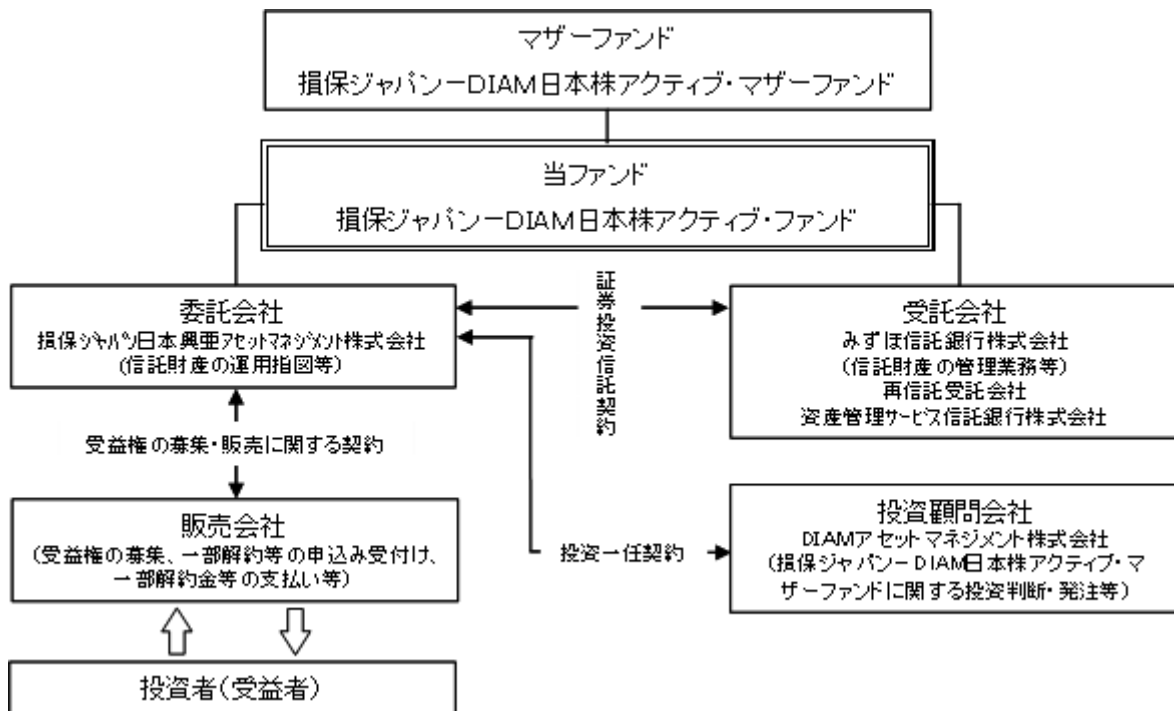 マザーファンド
損保ジャパン－DIAM日本株アクティブ・マザーファンド
当ファンド
損保ジャパン－DIAM日本株アクティブ・ファンド
委託会社
損保ジャパン日本興亜アセットマネジメント株式会社
(信託財産の運用指図等)
証券投資信託契約
受託会社
みずほ信託銀行株式会社
(信託財産の管理業務等)
再信託受託会社
資産管理サービス信託銀行株式会社
受益権の募集・販売に関する契約
販売会社
(受益権の募集、一部解約等の申込み受付け、
一部解約金等の支払い等)
投資一任契約
投資顧問会社
DIAMアセットマネジメント株式会社
(損保ジャパン－DIAM日本株アクティブ・マ
ザーファンドに関する投資判断・発注等)
投資者(受益者)